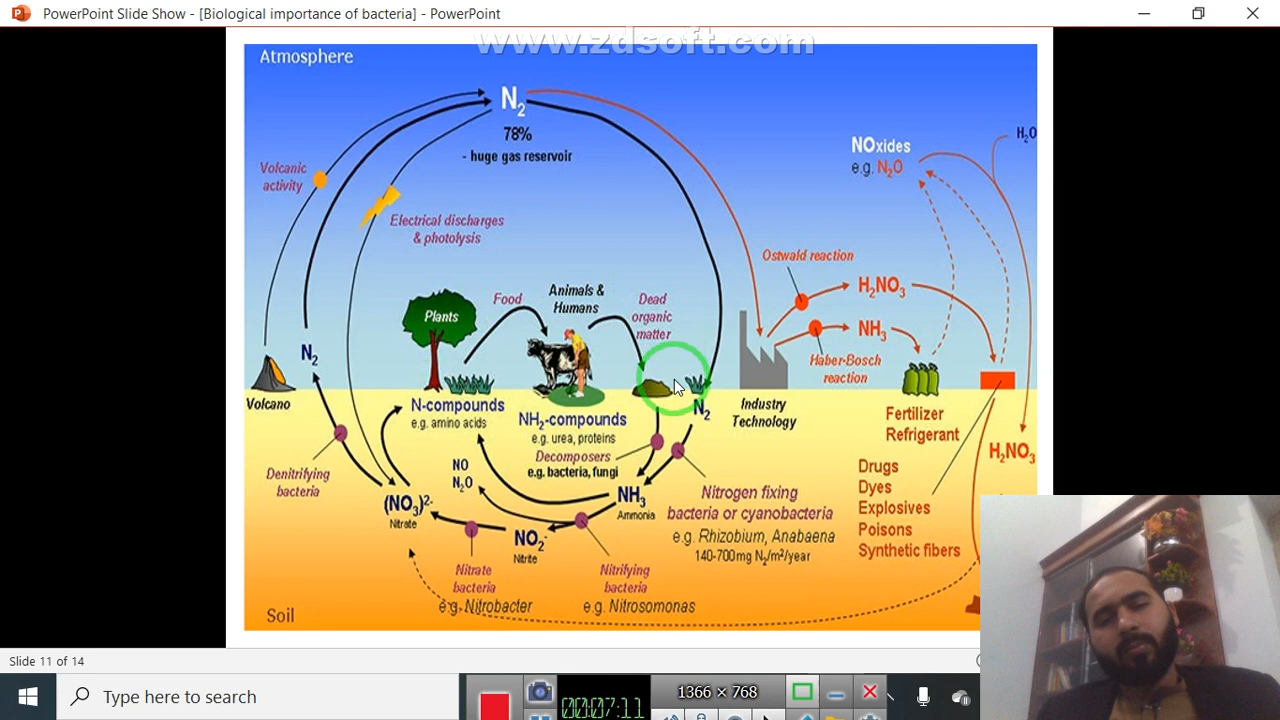 PowerPoint Slide Show - [Biological importance of bacteria] - PowerPoint
www.zdsoft.com
Atmosphere
N2
78%
- huge gas reservoir
H2O
NOxides
e.g. N2O
Volcanic
activity
Electrical discharges
& photolysis
Ostwald reaction
H2NO3
NH3
Haber-Bosch
reaction
Plants
Food
Animals &
Humans
Dead
organic
matter
N2
Volcano
N-compounds
e.g. amino acids
NH2-compounds
e.g. urea, proteins
Decomposers
e.g. bacteria, fungi
N2
Industry
Technology
Fertilizer
Refrigerant
H2NO3
Drugs
Dyes
Explosives
Poisons
Synthetic fibers
Denitrifying
bacteria
NO
N2O
(NO3)2-
Nitrate
NH3
Ammonia
Nitrogen fixing
bacteria or cyanobacteria
e.g. Rhizobium, Anabaena
140-700mg N2/m2/year
NO2-
Nitrite
Nitrate
bacteria
e.g. Nitrobacter
Nitrifying
bacteria
e.g. Nitrosomonas
Soil
Slide 11 of 14
Type here to search
00:07:11
1366 × 768